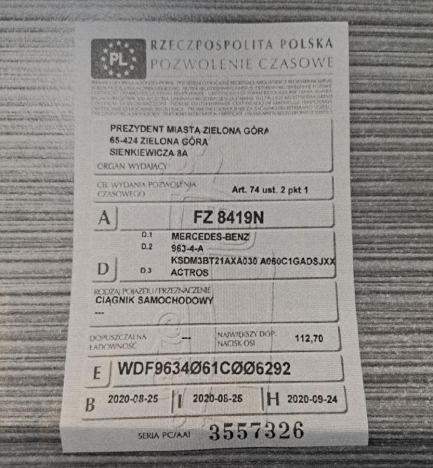 PL
RZECZPOSPOLITA POLSKA
POZWOLENIE CZASOWE
PREZYDENT MIASTA ZIELONA GÓRA
65-424 ZIELONA GÓRA
SIENKIEWICZA 8A
ORGAN WYDAJĄCY
CEL WYDANIA POZWOLENIA
CZASOWEGO
Art. 74 ust. 2 pkt 1
A FZ 8419N
D.1 MERCEDES-BENZ
D.2 963-4-A
KSDM3BT21AXA030 A060C1GADSJXX
D D.3 ACTROS
RODZAJ POJAZDU / PRZEZNACZENIE
CIĄGNIK SAMOCHODOWY
---
DOPUSZCZALNA
ŁADOWNOŚĆ
---
NAJWIĘKSZY DOP.
NACISK OSI
112,70
E WDF9634Ø61CØØ6292
B 2020-08-25 I 2020-08-25 H 2020-09-24
SERIA PC/AAI 3557326